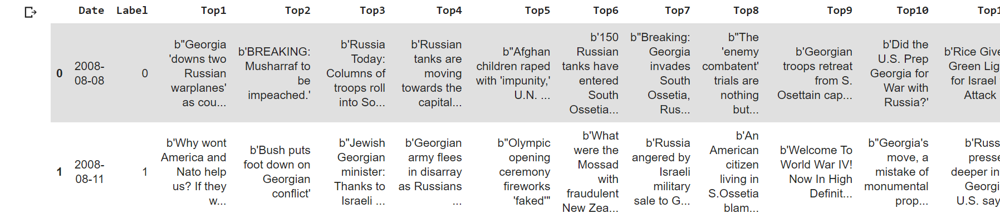 Date Label Top1 Top2 Top3 Top4 Top5 Top6 Top7 Top8 Top9 Top10
0
2008-
08-08
0
b"Georgia
'downs two
Russian
warplanes'
as cou...
b'BREAKING:
Musharraf to
be
impeached.'
b'Russia
Today:
Columns of
troops roll
into So...
b'Russian
tanks are
moving
towards the
capital...
b"Afghan
children raped
with 'impunity,'
U.N. ...
b'150
Russian
tanks have
entered
South
Ossetia...
b"Breaking:
Georgia
invades
South
Ossetia,
Rus...
b"The
'enemy
combatent'
trials are
nothing
but...
b'Georgian
troops retreat
from S.
Osettain cap...
b'Did the
U.S. Prep
Georgia for
War with
Russia?'
b'Rice Give
Green Lig
for Israel
Attack
1
2008-
08-11
1
b'Why wont
America and
Nato help
us? If they
w...
b'Bush puts
foot down on
Georgian
conflict'
b"Jewish
Georgian
minister:
Thanks to
Israeli ...
b'Georgian
army flees
in disarray
as Russians
...
b"Olympic
opening
ceremony
fireworks
'faked'"
b'What
were the
Mossad
with
fraudulent
New Zea...
b'Russia
angered by
Israeli
military
sale to G...
b'An
American
citizen
living in
S.Ossetia
blam...
b'Welcome To
World War IV!
Now In High
Definit...
b"Georgia's
move, a
mistake of
monumental
prop...
b'Russ
presse
deeper in
Georgi
U.S. say